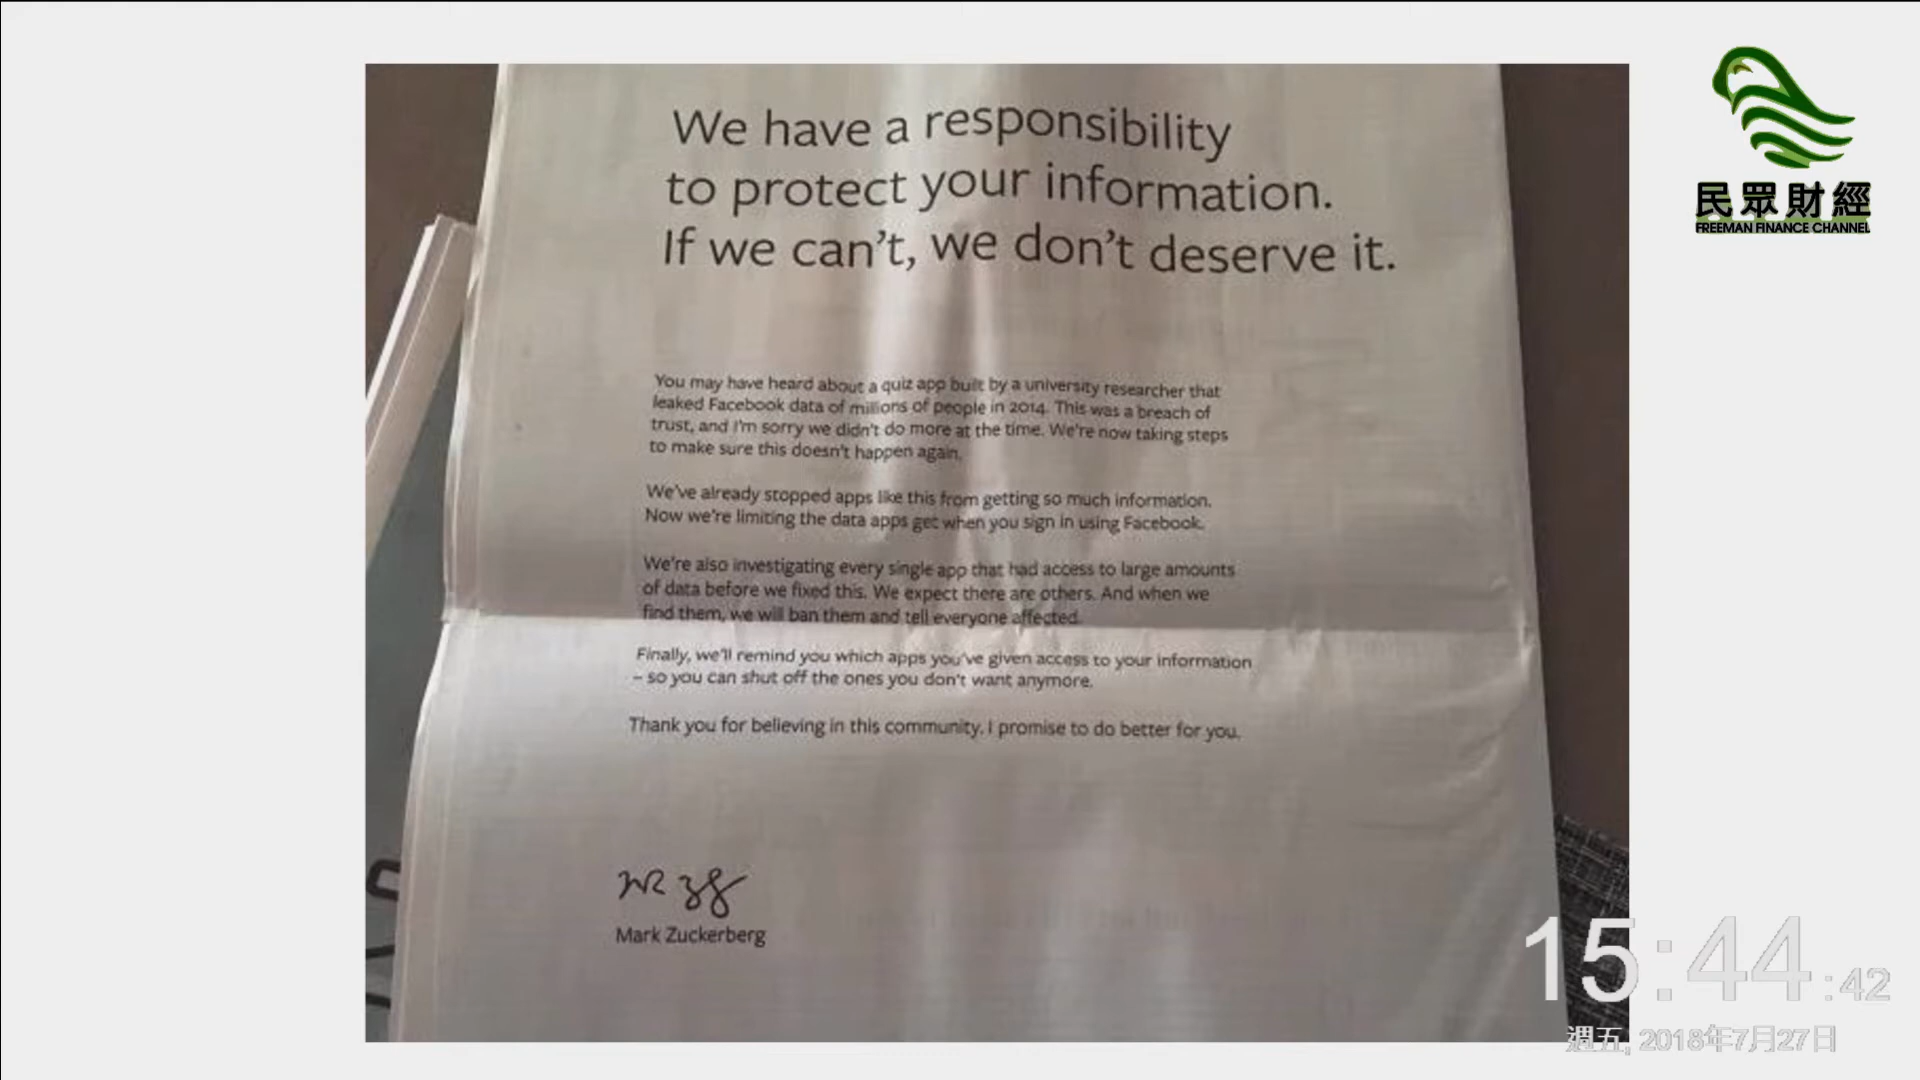 We have a responsibility
to protect your information.
If we can't, we don't deserve it.
You may have heard about a quiz app built by a university researcher that
leaked Facebook data of millions of people in 2014. This was a breach of
trust, and I'm sorry we didn't do more at the time. We're now taking steps
to make sure this doesn't happen again.
We've already stopped apps like this from getting so much information.
Now we're limiting the data apps get when you sign in using Facebook.
We're also investigating every single app that had access to large amounts
of data before we fixed this. We expect there are others. And when we
find them, we will ban them and tell everyone affected.
Finally, we'll remind you which apps you've given access to your information
– so you can shut off the ones you don't want anymore.
Thank you for believing in this community. I promise to do better for you.
Mark Zuckerberg
民眾財經
FREEMAN FINANCE CHANNEL
15:44:42
週五, 2018年7月27日